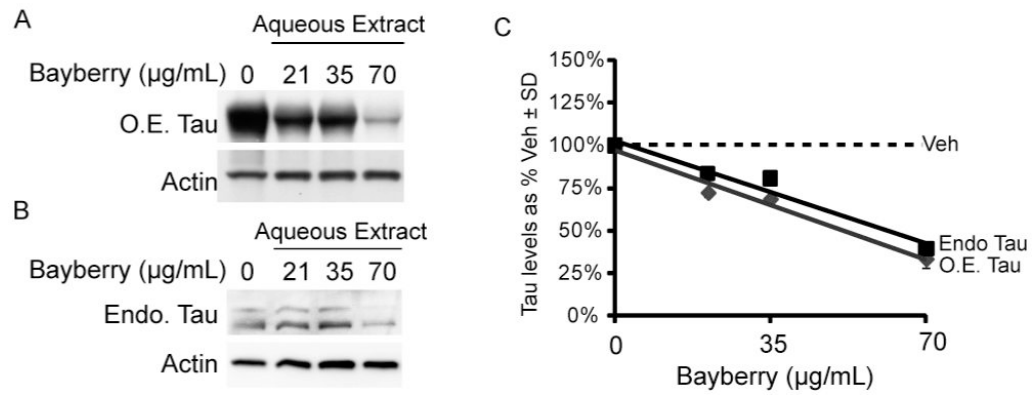 A
Aqueous Extract
Bayberry (µg/mL) 0 21 35 70
O.E. Tau
Actin
B
Aqueous Extract
Bayberry (µg/mL) 0 21 35 70
Endo. Tau
Actin
C
Tau levels as % Veh ± SD
150%
125%
100%
75%
50%
25%
0%
Veh
Endo Tau
O.E. Tau
0 35 70
Bayberry (µg/mL)